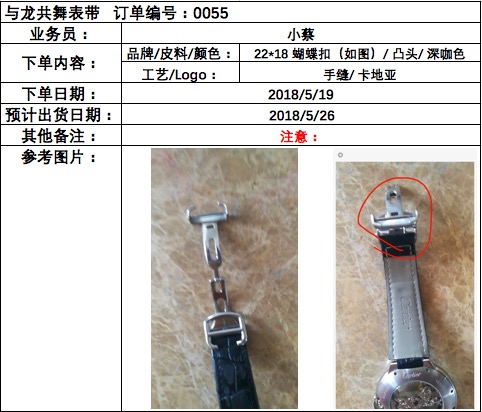 与龙共舞表带 订单编号：0055
业务员： 小蔡
下单内容： 品牌/皮料/颜色： 22*18 蝴蝶扣（如图）/ 凸头/ 深咖色
工艺/Logo： 手缝/ 卡地亚
下单日期： 2018/5/19
预计出货日期： 2018/5/26
其他备注： 注意：
参考图片：